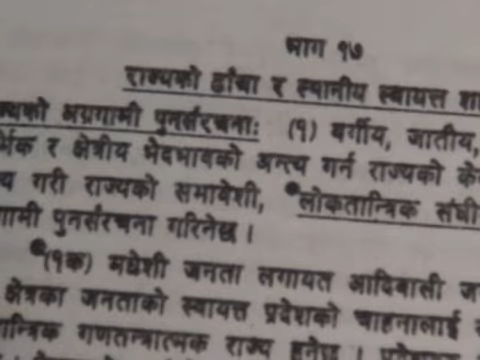 भाग १७
राज्यको ढाँचा र स्थानीय स्वायत्त शा
ज्यको अग्रगामी पुनर्संरचनाः (१) वर्गीय, जातीय,
र्मिक र क्षेत्रीय भेदभावको अन्त्य गर्न राज्यको के
य गरी राज्यको समावेशी, लोकतान्त्रिक संघी
गामी पुनर्संरचना गरिनेछ ।
(१क) मधेशी जनता लगायत आदिवासी ज
क्षेत्रका जनताको स्वायत्त प्रदेशको चाहनालाई
ान्त्रिक गणतन्त्रात्मक राज्य हुनेछ ।